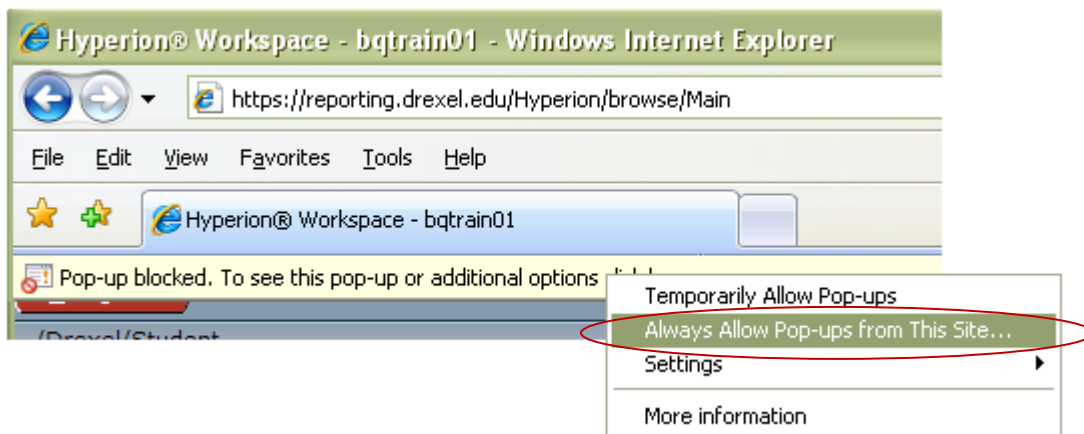 Hyperion® Workspace - bqtrain01 - Windows Internet Explorer
https://reporting.drexel.edu/Hyperion/browse/Main
File Edit View Favorites Tools Help
Hyperion® Workspace - bqtrain01
Pop-up blocked. To see this pop-up or additional options
Temporarily Allow Pop-ups
Always Allow Pop-ups from This Site...
/Drexel/Student
Settings
More information